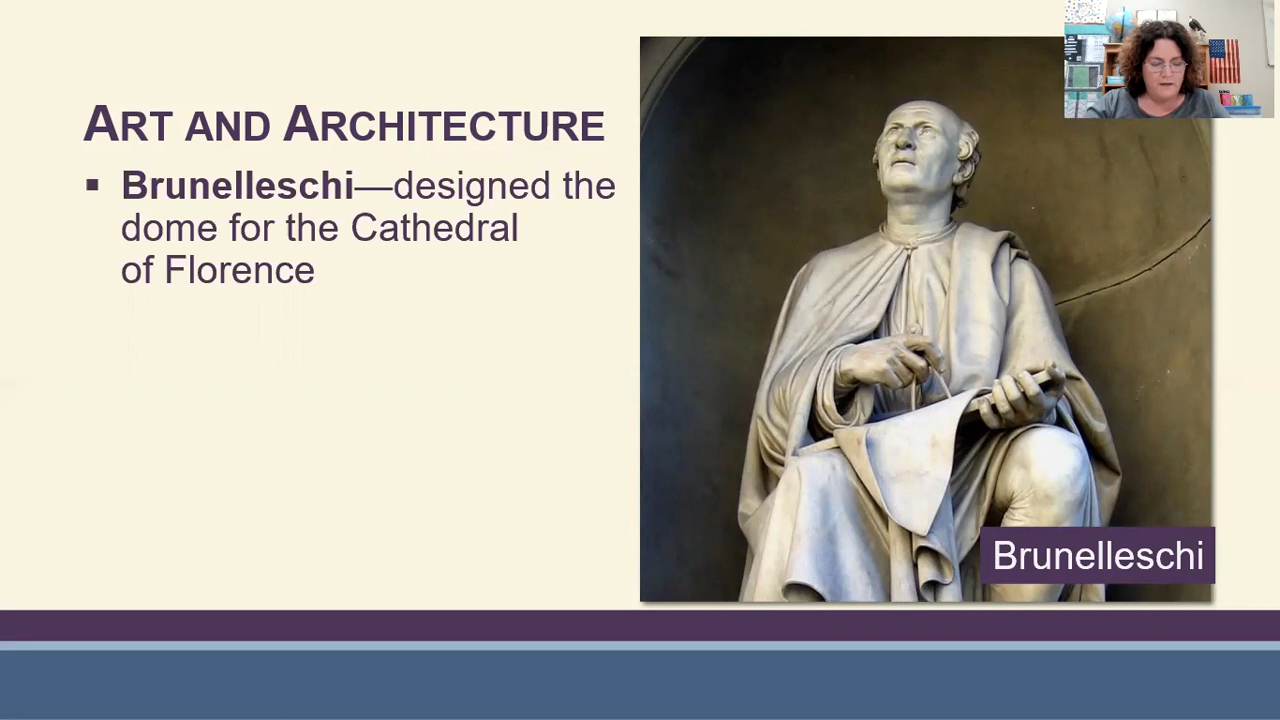 ART AND ARCHITECTURE
▪ Brunelleschi—designed the
dome for the Cathedral
of Florence
Brunelleschi